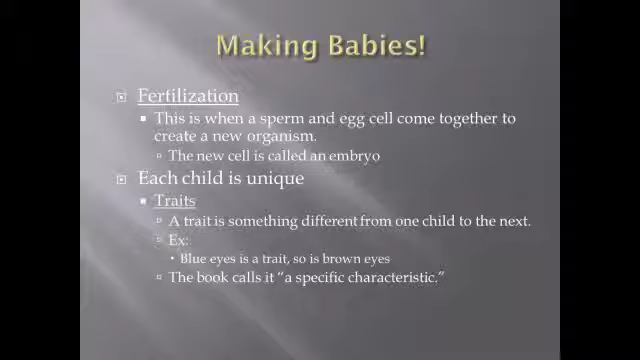 Making Babies!
Fertilization
This is when a sperm and egg cell come together to
create a new organism.
The new cell is called an embryo
Each child is unique
Traits
A trait is something different from one child to the next.
Ex:
Blue eyes is a trait, so is brown eyes
The book calls it “a specific characteristic.”